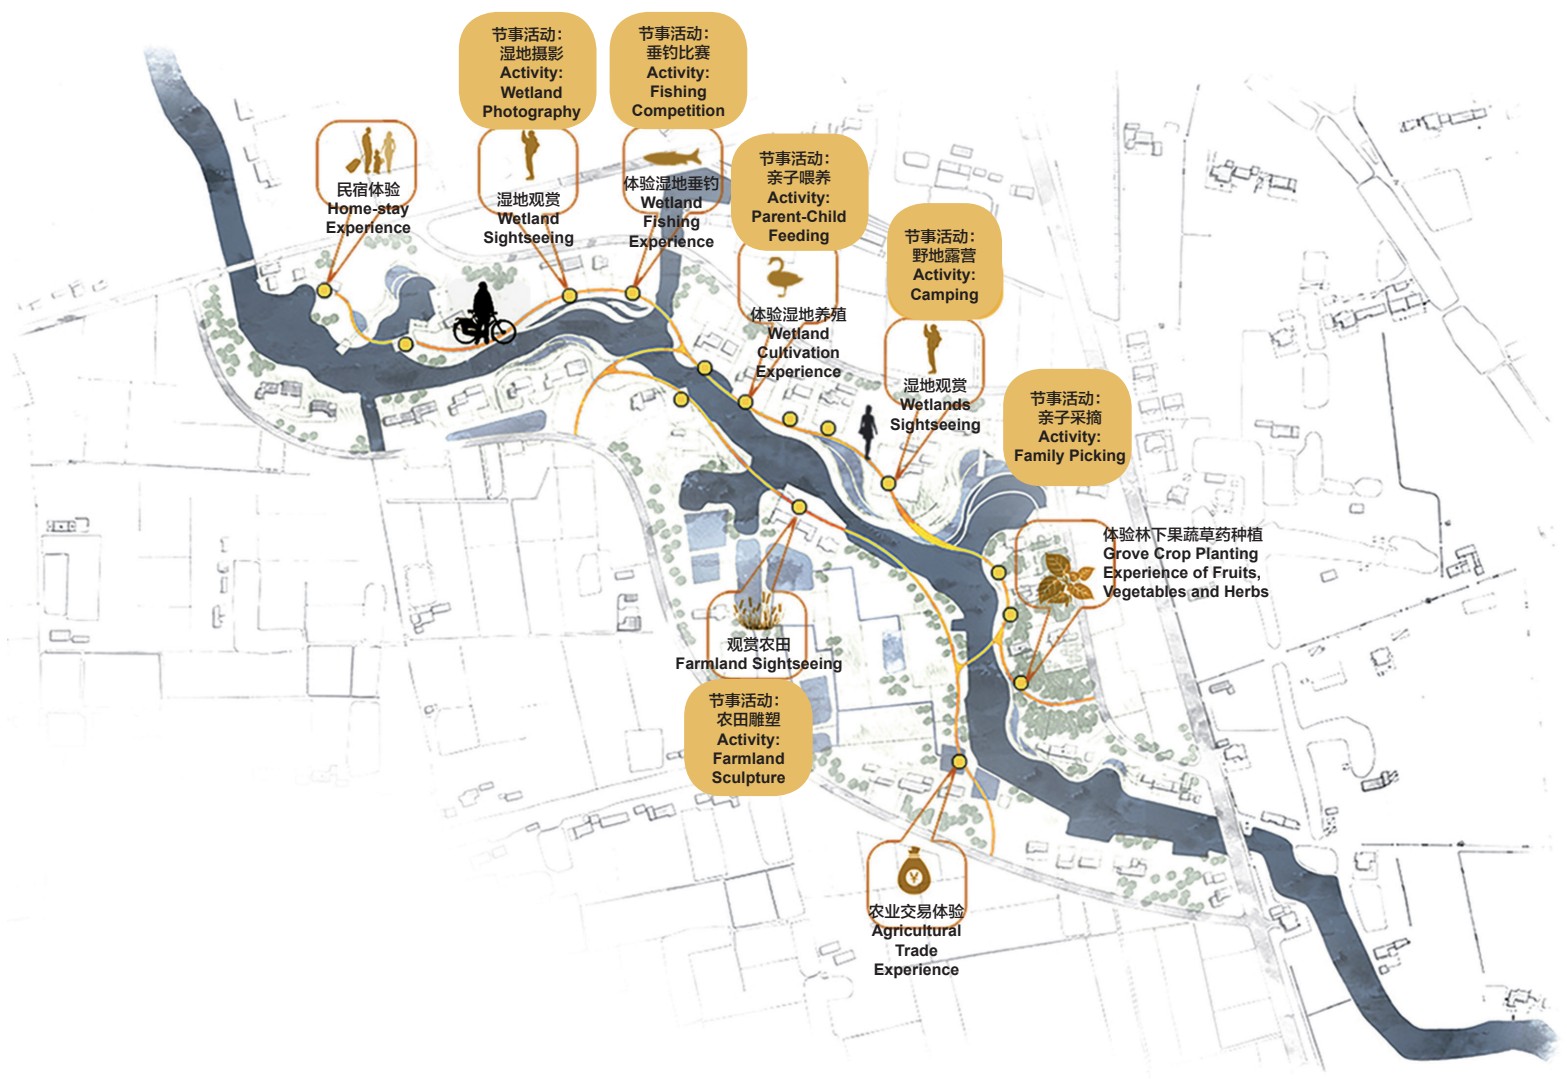 节事活动：
湿地摄影
Activity:
Wetland
Photography
节事活动：
垂钓比赛
Activity:
Fishing
Competition
民宿体验
Home-stay
Experience
湿地观赏
Wetland
Sightseeing
体验湿地垂钓
Wetland
Fishing
Experience
节事活动：
亲子喂养
Activity:
Parent-Child
Feeding
体验湿地养殖
Wetland
Cultivation
Experience
节事活动：
野地露营
Activity:
Camping
湿地观赏
Wetlands
Sightseeing
节事活动：
亲子采摘
Activity:
Family Picking
体验林下果蔬草药种植
Grove Crop Planting
Experience of Fruits,
Vegetables and Herbs
观赏农田
Farmland Sightseeing
节事活动：
农田雕塑
Activity:
Farmland
Sculpture
¥
农业交易体验
Agricultural
Trade
Experience